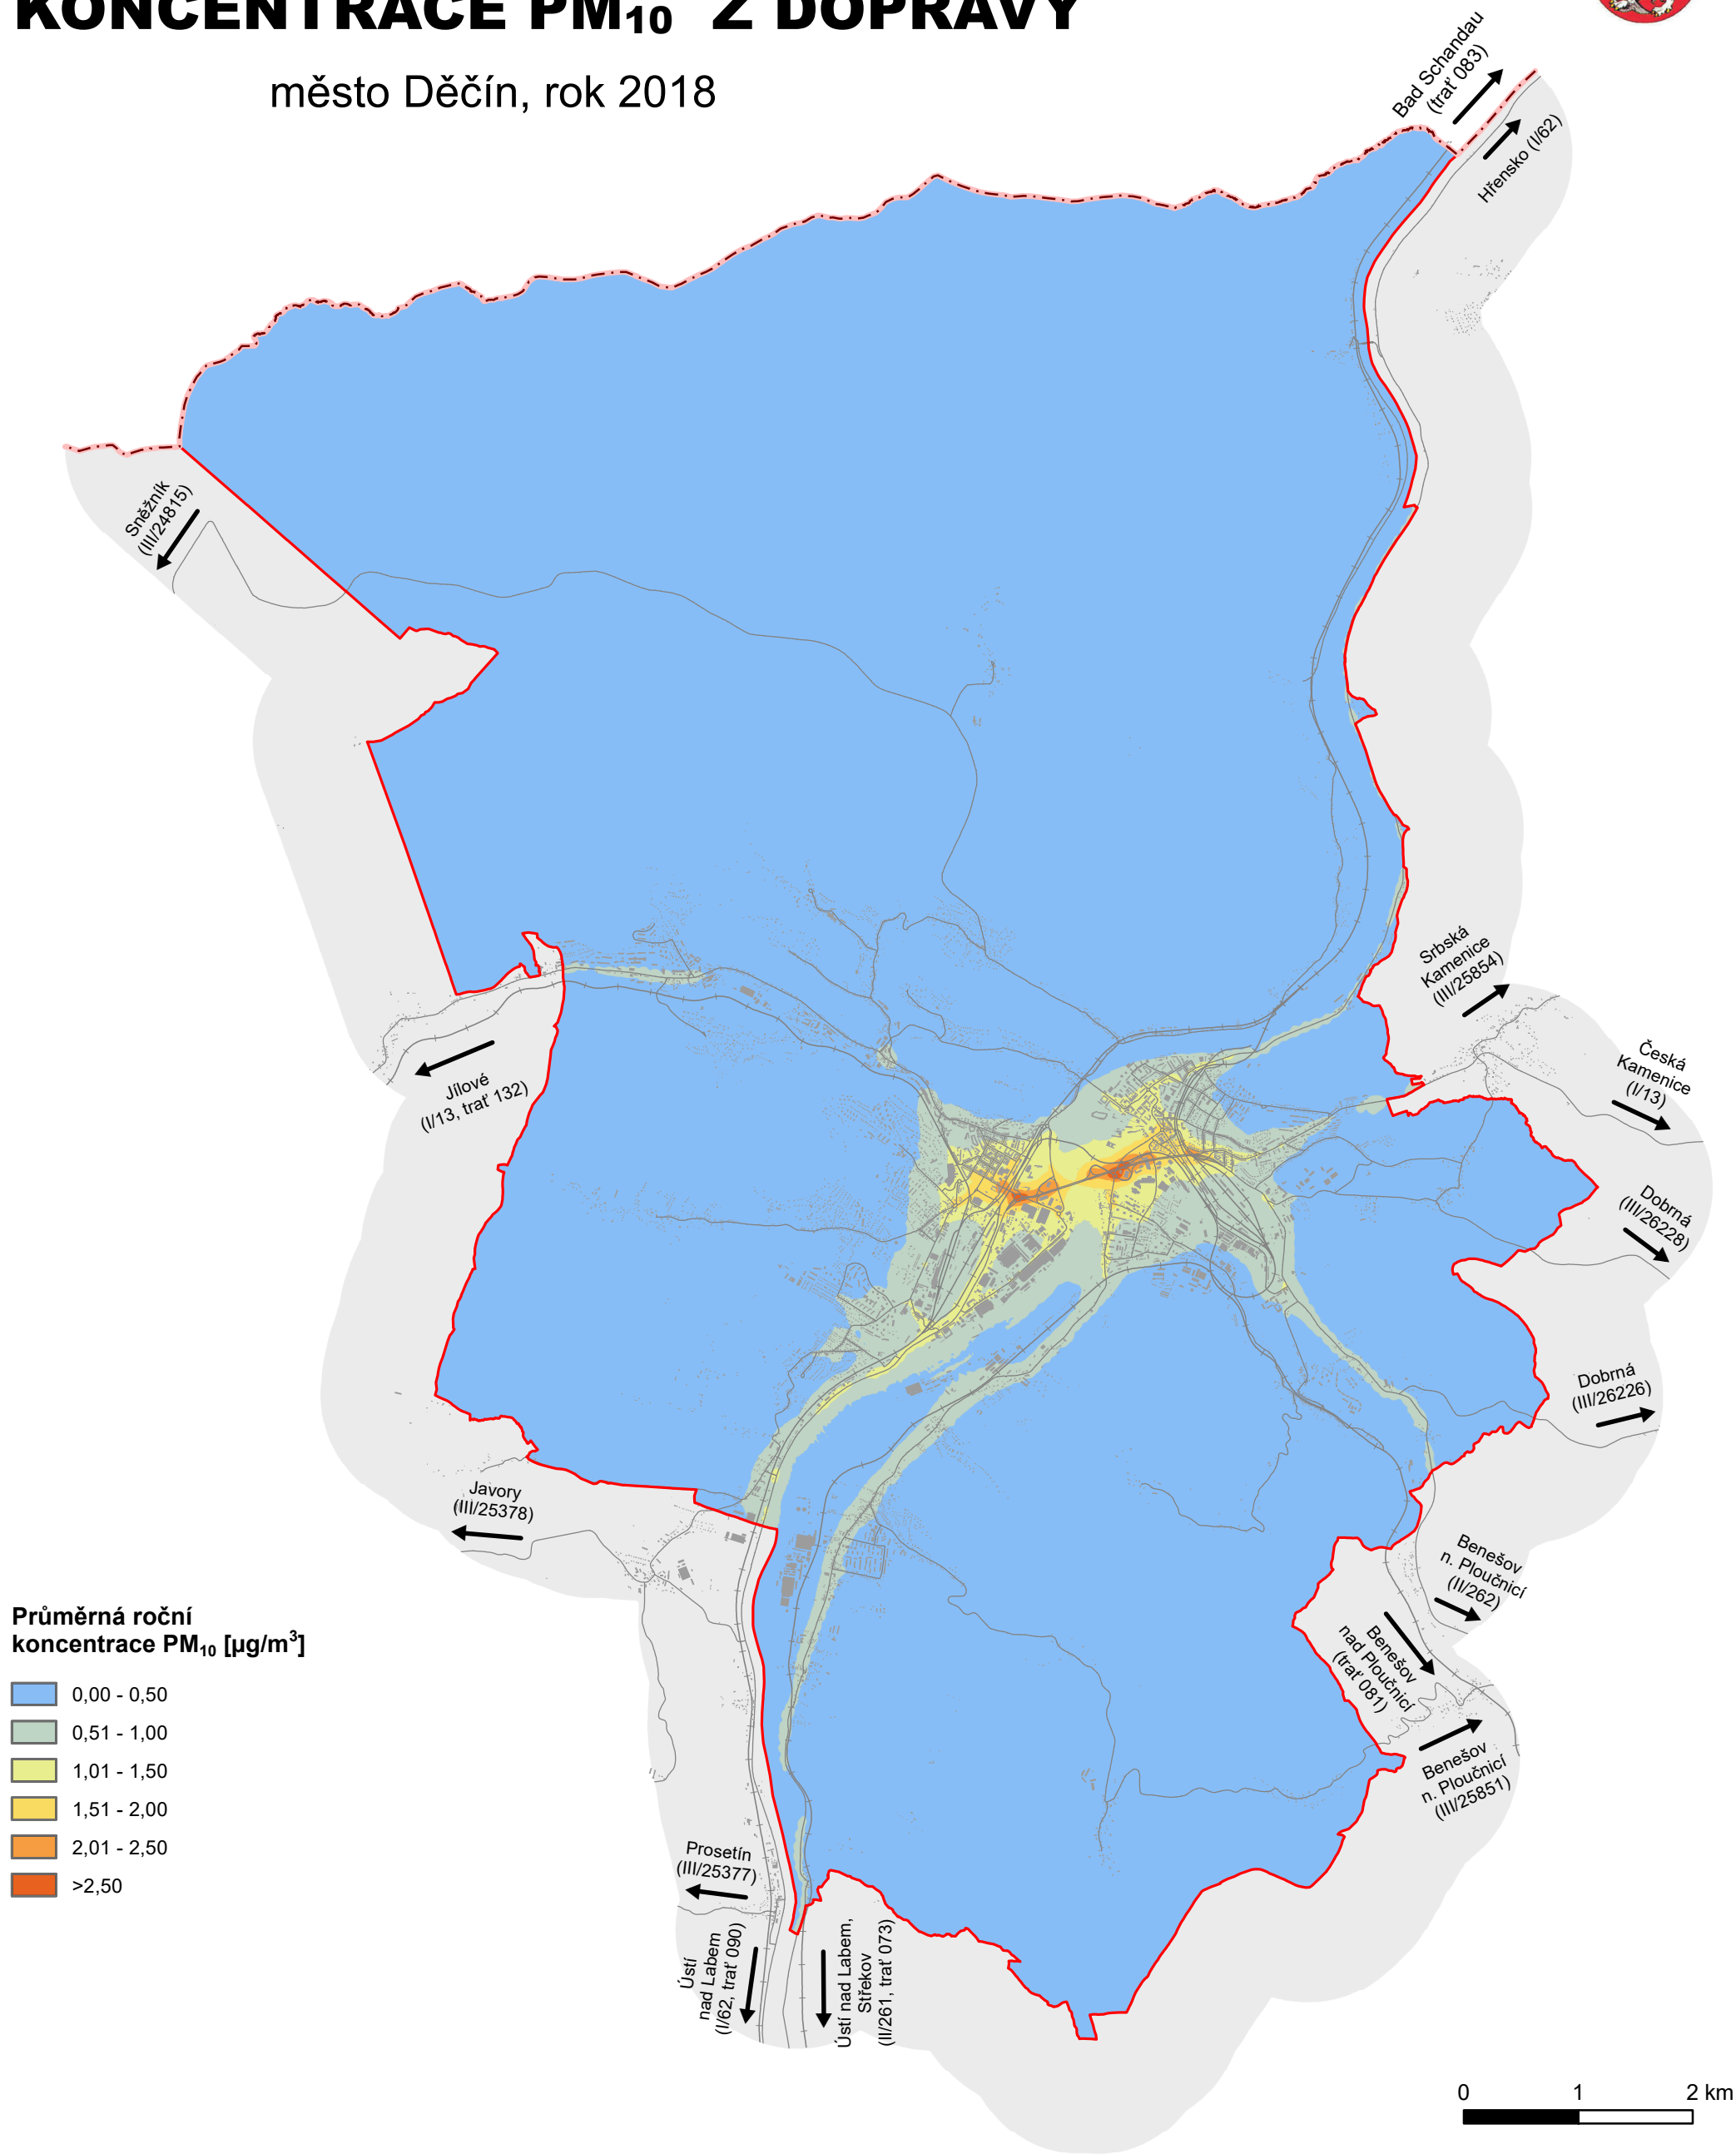 KONCENTRACE PM₁₀ Z DOPRAVY
město Děčín, rok 2018
Bad Schandau
(trať 083)
Hřensko (I/62)
Sněžník
(III/24815)
Srbská
Kamenice
(III/25854)
Česká
Kamenice
(I/13)
Jílové
(I/13, trať 132)
Dobrná
(III/26228)
Dobrná
(III/26226)
Javory
(III/25378)
Benešov
n. Ploučnicí
(II/262)
Benešov
nad Ploučnicí
(trať 081)
Benešov
n. Ploučnicí
(III/25851)
Průměrná roční
koncentrace PM₁₀ [µg/m³]
0,00 - 0,50
0,51 - 1,00
1,01 - 1,50
1,51 - 2,00
2,01 - 2,50
>2,50
Prosetín
(III/25377)
Ústí
nad Labem
(I/62, trať 090)
Ústí nad Labem,
Střekov
(II/261, trať 073)
0 1 2 km